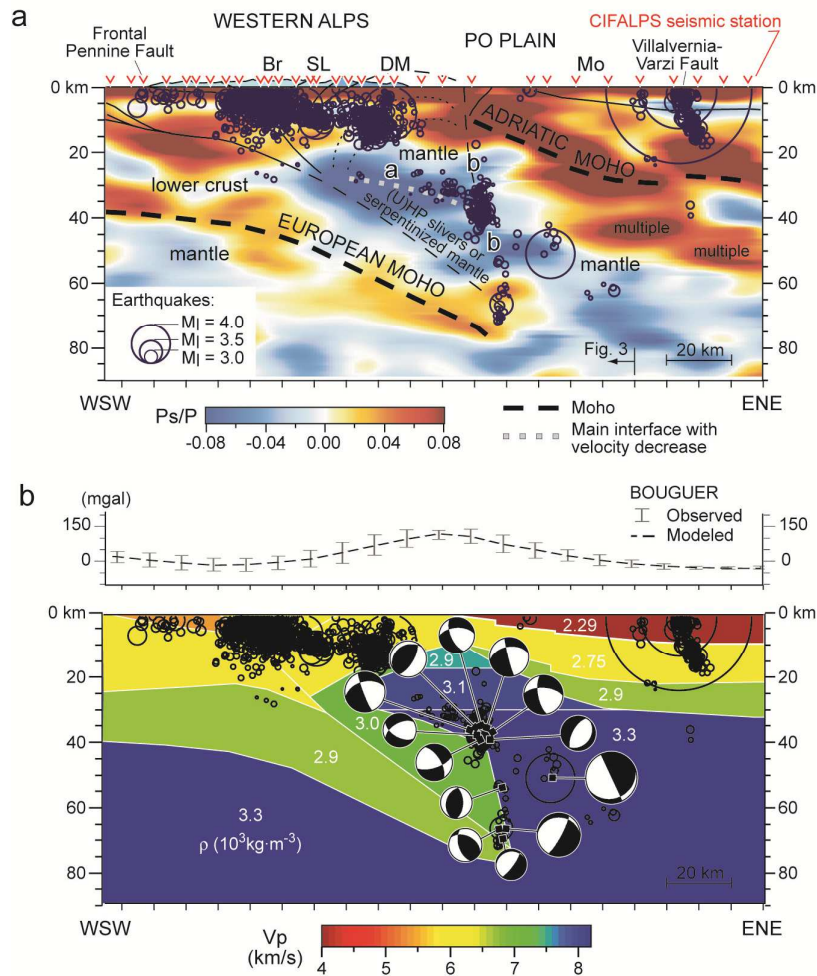 a
WESTERN ALPS
PO PLAIN
CIFALPS seismic station
Frontal
Pennine Fault
Br
SL
DM
Mo
Villalvernia-
Varzi Fault
0 km
0 km
20
20
40
40
60
60
80
80
ADRIATIC MOHO
mantle
a
b
lower crust
(U)HP slivers or
serpentinized mantle
EUROPEAN MOHO
b
multiple
multiple
mantle
mantle
Earthquakes:
Ml = 4.0
Ml = 3.5
Ml = 3.0
Fig. 3
20 km
WSW
ENE
Ps/P
-0.08 -0.04 0.00 0.04 0.08
Moho
Main interface with
velocity decrease
b
(mgal)
150
0
BOUGUER
Observed
Modeled
150
0
0 km
0 km
20
20
40
40
60
60
80
80
2.29
2.75
2.9
2.9
3.1
3.0
3.3
2.9
3.3
ρ (10³kg·m⁻³)
20 km
WSW
ENE
Vp
(km/s)
4 5 6 7 8